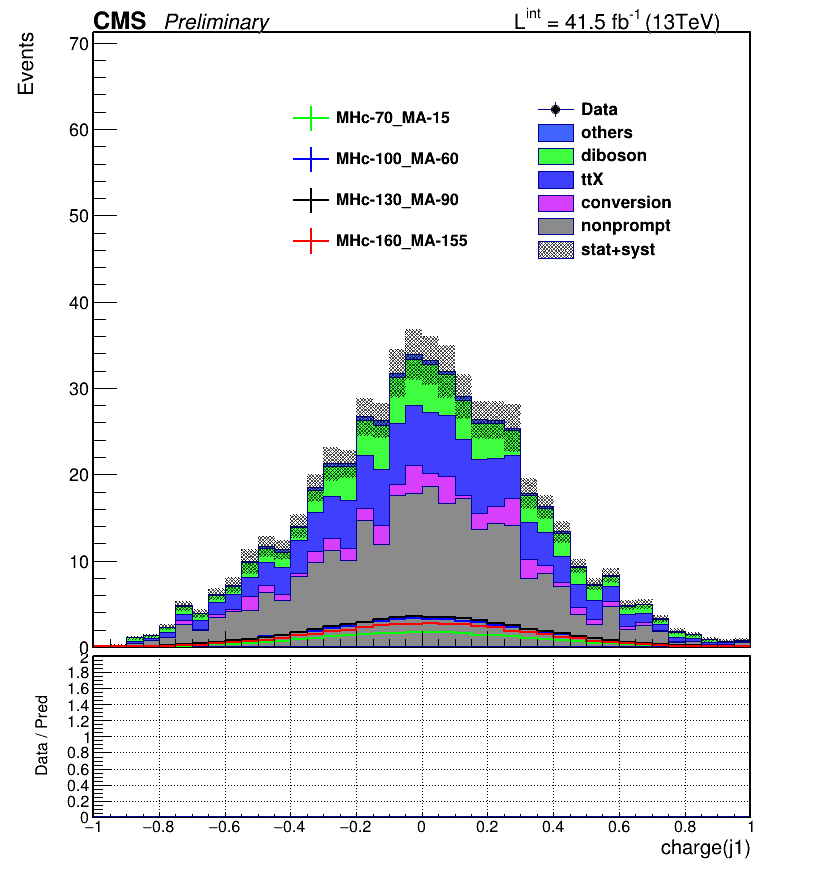 CMS Preliminary L^int = 41.5 fb^-1 (13TeV)
Events
70
60
50
40
30
20
10
0
MHc-70_MA-15
MHc-100_MA-60
MHc-130_MA-90
MHc-160_MA-155
Data
others
diboson
ttX
conversion
nonprompt
stat+syst
Data / Pred
2
1.8
1.6
1.4
1.2
1
0.8
0.6
0.4
0.2
0
−1 −0.8 −0.6 −0.4 −0.2 0 0.2 0.4 0.6 0.8 1
charge(j1)